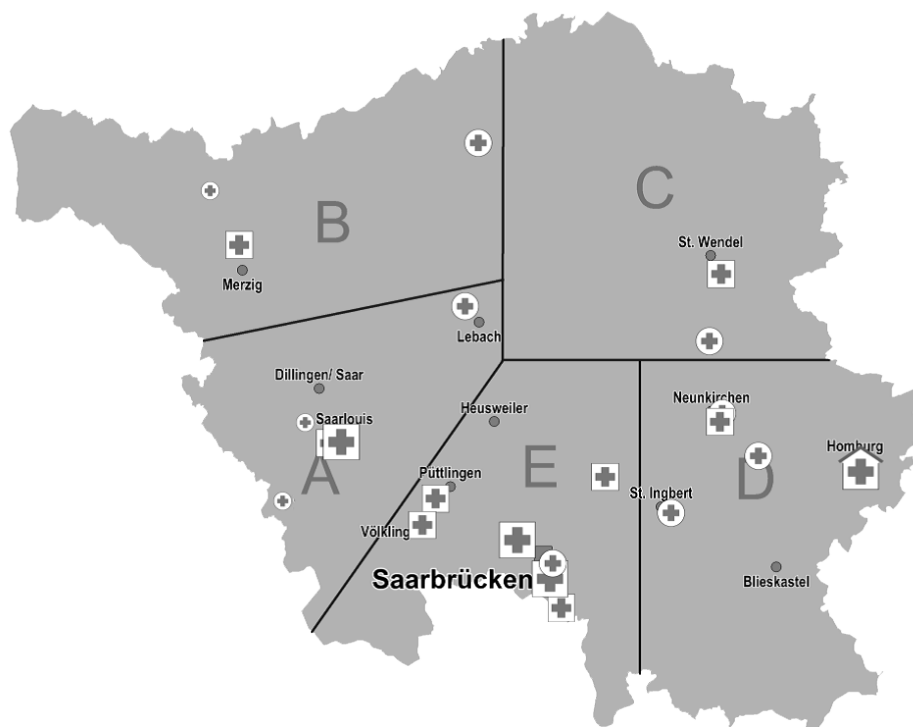 B
C
St. Wendel
Merzig
Lebach
Dillingen/ Saar
Saarlouis
A
Heusweiler
Püttlingen
E
Völkling
Saarbrücken
Neunkirchen
Homburg
St. Ingbert
D
Blieskastel